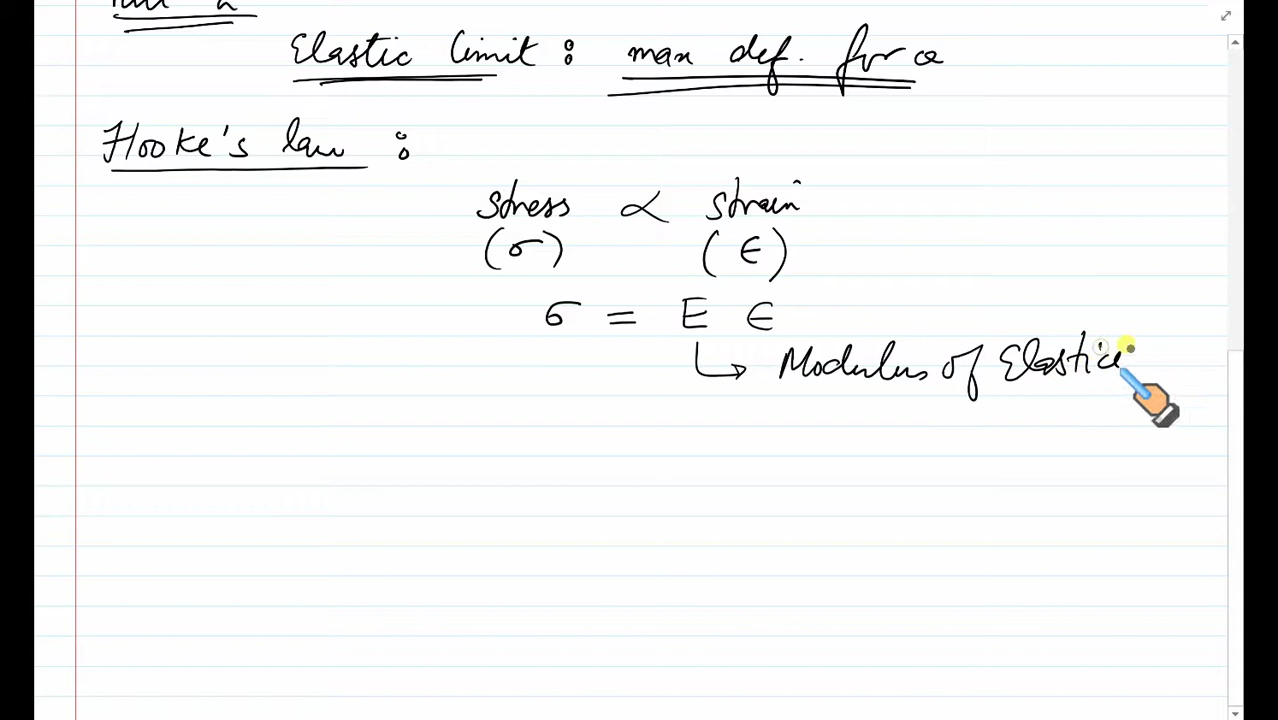 Elastic limit : max def. force
Hooke's law :
stress ∝ strain
(σ) (∈)
σ = E ∈
↳ Modulus of Elastic